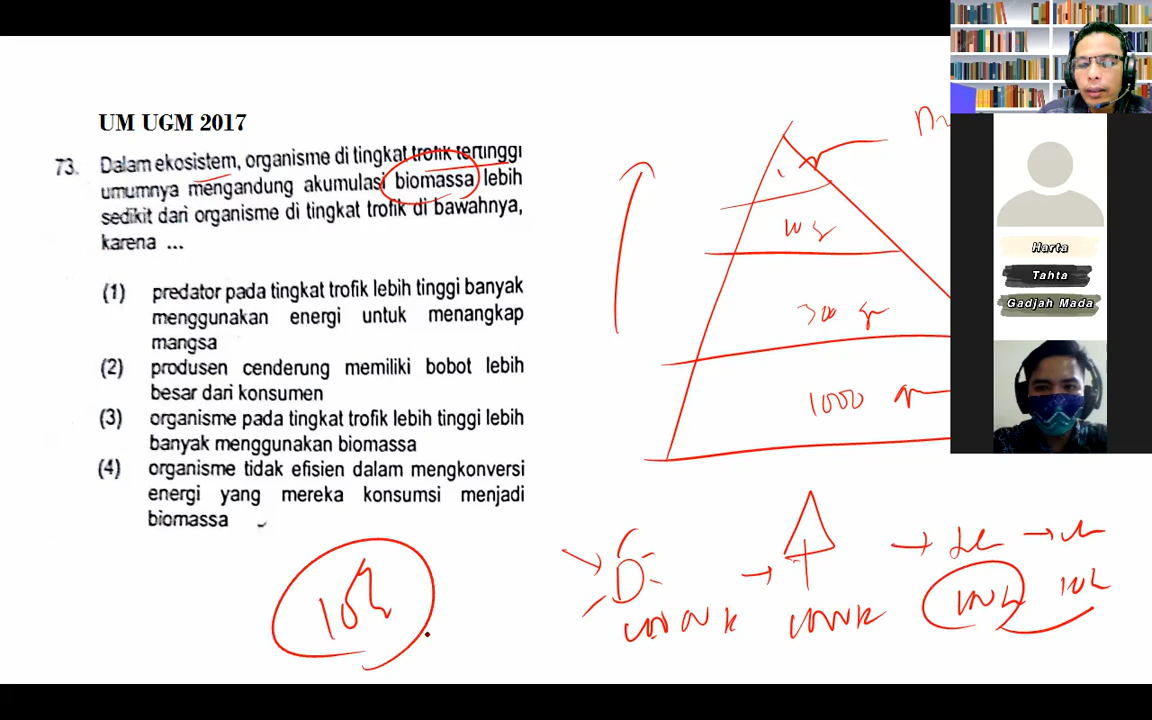 UM UGM 2017
73. Dalam ekosistem, organisme di tingkat trofik tertinggi
umumnya mengandung akumulasi biomassa lebih
sedikit dari organisme di tingkat trofik di bawahnya,
karena ...
(1) predator pada tingkat trofik lebih tinggi banyak
menggunakan energi untuk menangkap
mangsa
(2) produsen cenderung memiliki bobot lebih
besar dari konsumen
(3) organisme pada tingkat trofik lebih tinggi lebih
banyak menggunakan biomassa
(4) organisme tidak efisien dalam mengkonversi
energi yang mereka konsumsi menjadi
biomassa
10 g
300 gr
1000 gr
Harta
Tahta
Gadjah Mada